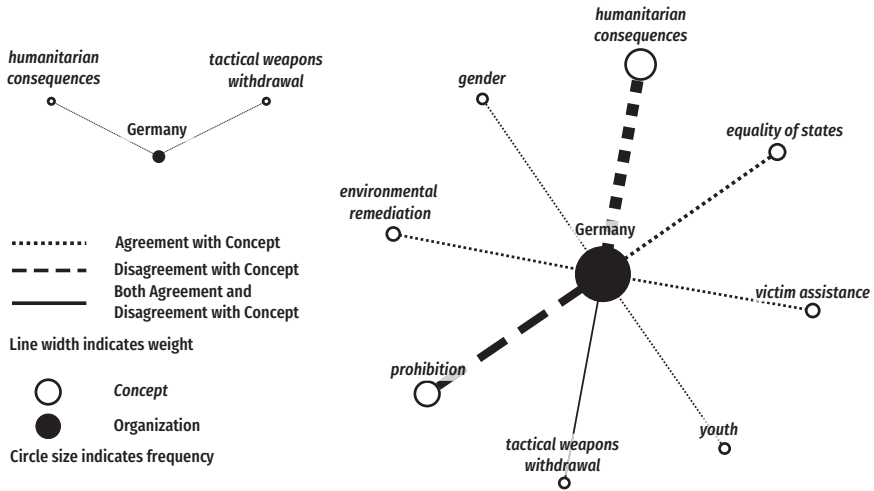 humanitarian
consequences
tactical weapons
withdrawal
Germany
Agreement with Concept
Disagreement with Concept
Both Agreement and
Disagreement with Concept
Line width indicates weight
Concept
Organization
Circle size indicates frequency
humanitarian
consequences
gender
equality of states
environmental
remediation
Germany
victim assistance
prohibition
youth
tactical weapons
withdrawal